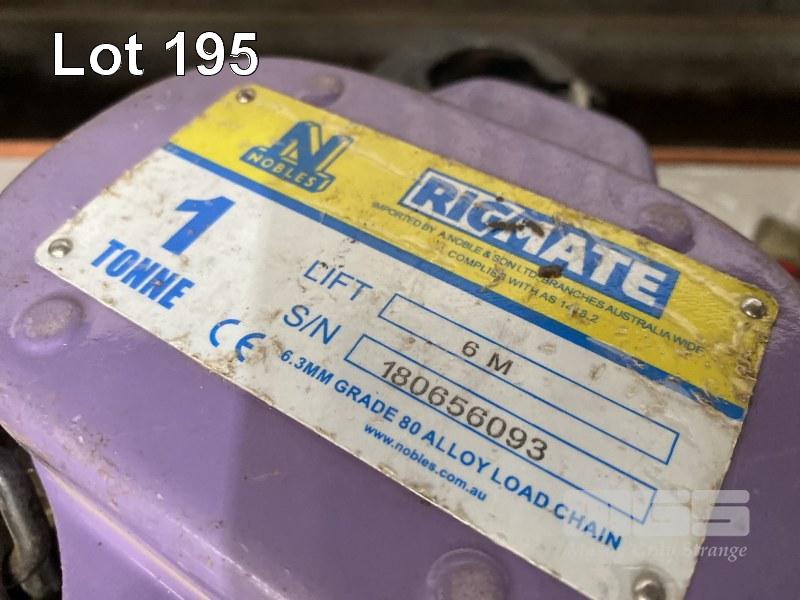 Lot 195
NOBLES
RIGMATE
IMPORTED BY A.NOBLE & SON LTD. BRANCHES AUSTRALIA WIDE
COMPLIES WITH AS 1418.2
1
TONNE
LIFT 6 M
S/N 180656093
CE
6.3MM GRADE 80 ALLOY LOAD CHAIN
www.nobles.com.au
Strange